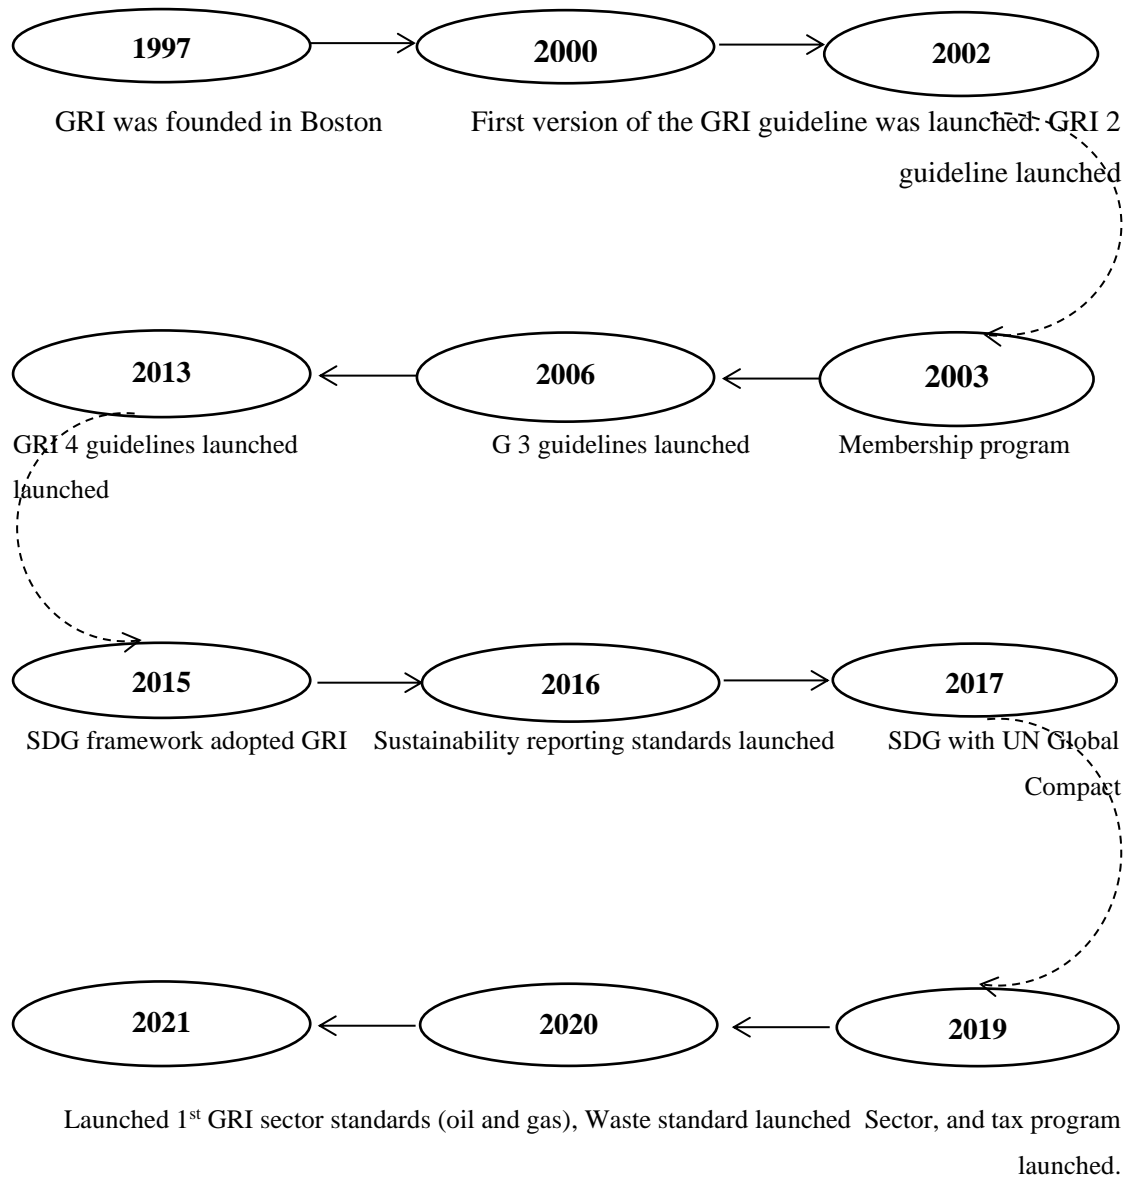 1997 2000 2002
GRI was founded in Boston First version of the GRI guideline was launched. GRI 2
guideline launched
2013 2006 2003
GRI 4 guidelines launched G 3 guidelines launched Membership program
launched
2015 2016 2017
SDG framework adopted GRI Sustainability reporting standards launched SDG with UN Global
Compact
2021 2020 2019
Launched 1st GRI sector standards (oil and gas), Waste standard launched Sector, and tax program
launched.